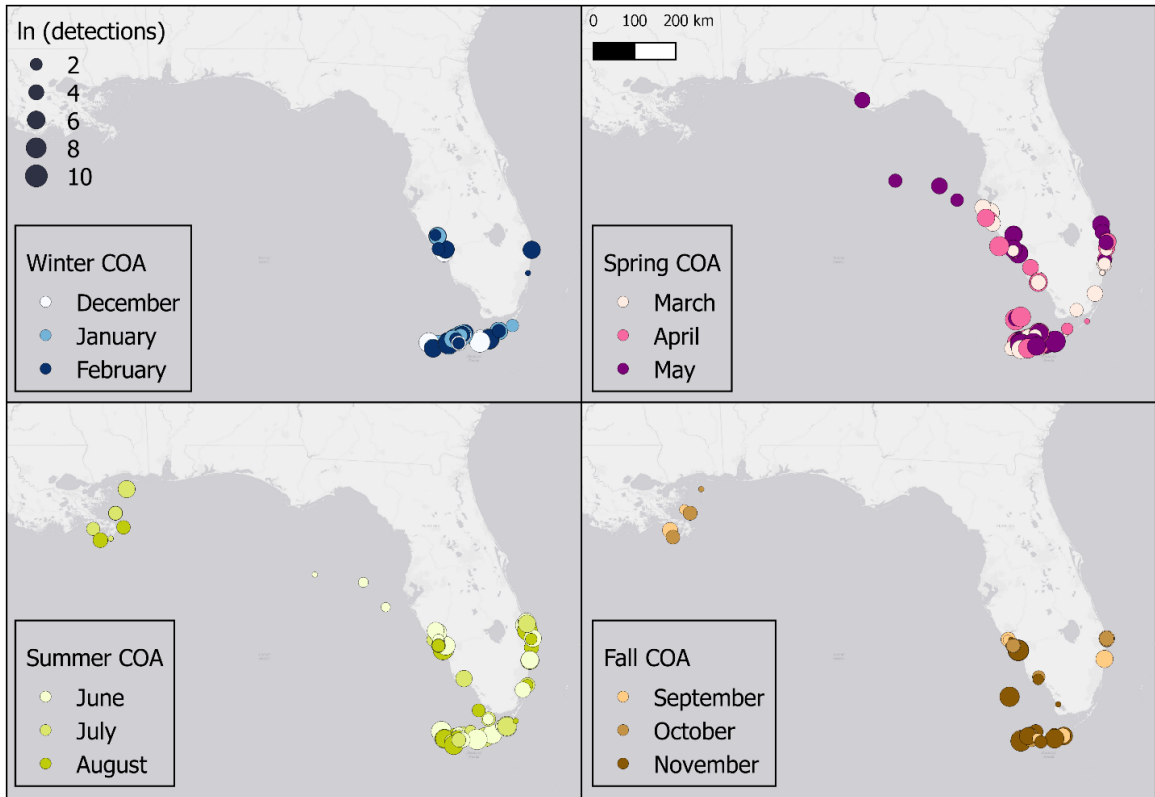 ln (detections)
2
4
6
8
10
Winter COA
December
January
February
0 100 200 km
Spring COA
March
April
May
Summer COA
June
July
August
Fall COA
September
October
November